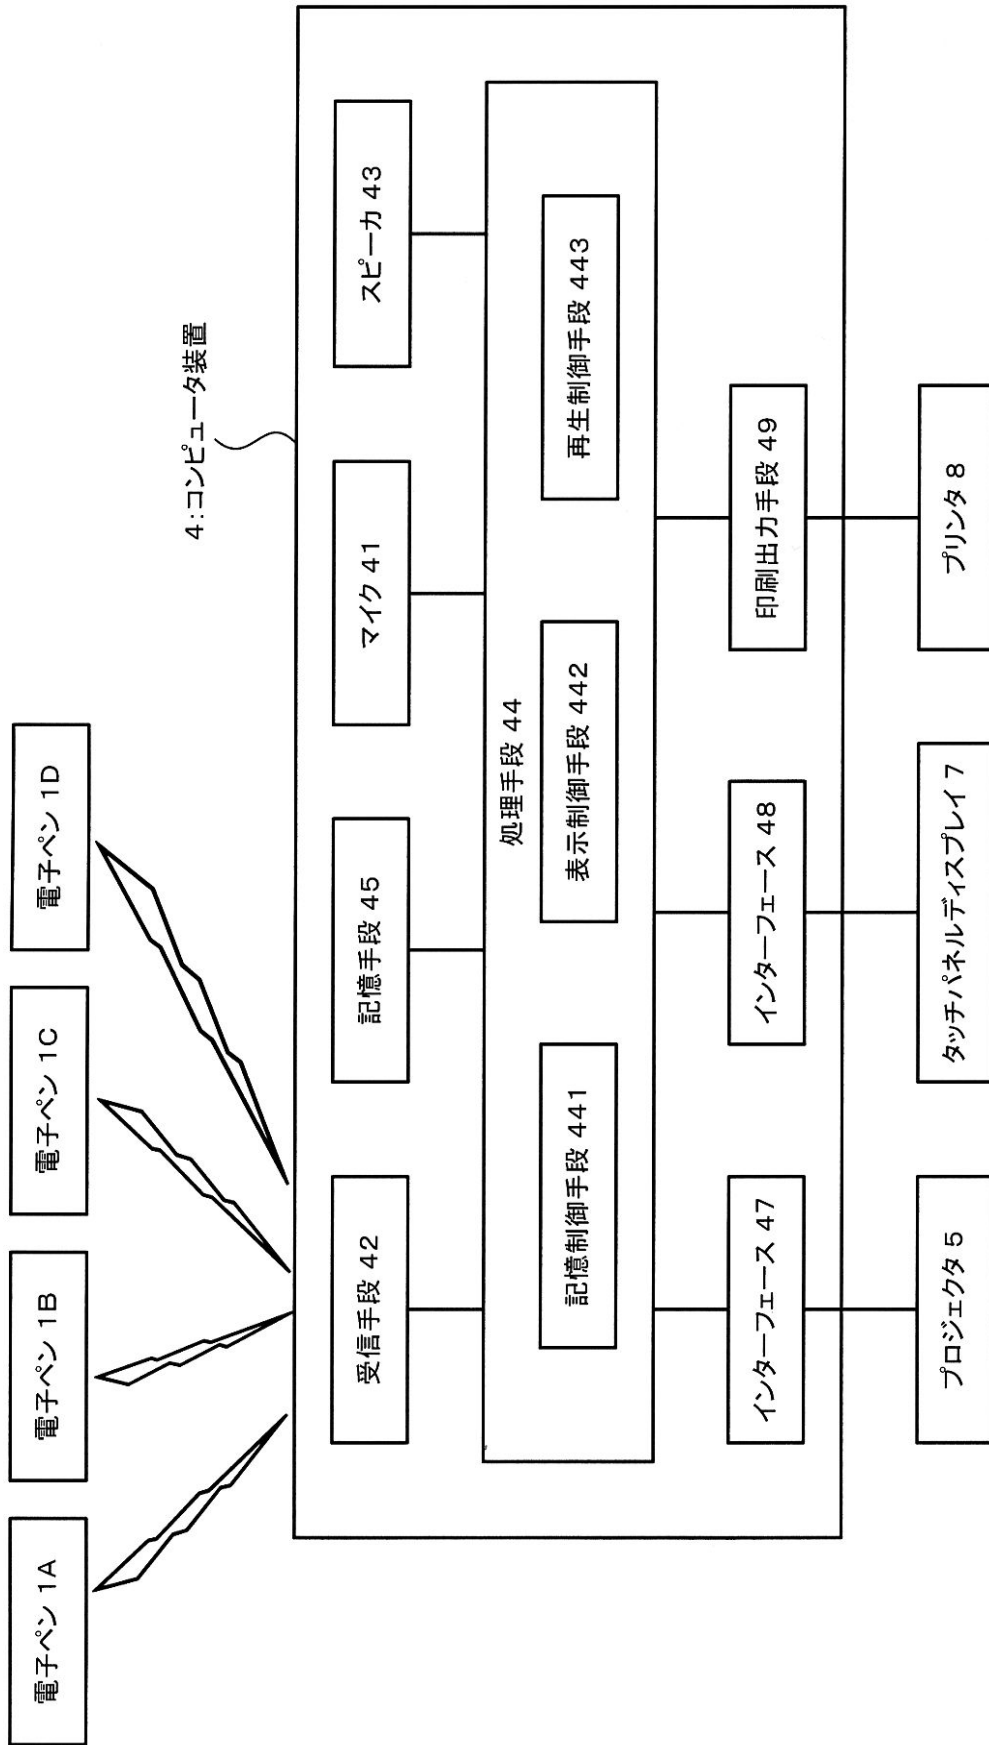 電子ペン 1A
電子ペン 1B
電子ペン 1C
電子ペン 1D
4:コンピュータ装置
受信手段 42
記憶手段 45
マイク 41
スピーカ 43
処理手段 44
記憶制御手段 441
表示制御手段 442
再生制御手段 443
インターフェース 47
インターフェース 48
印刷出力手段 49
プロジェクタ 5
タッチパネルディスプレイ 7
プリンタ 8